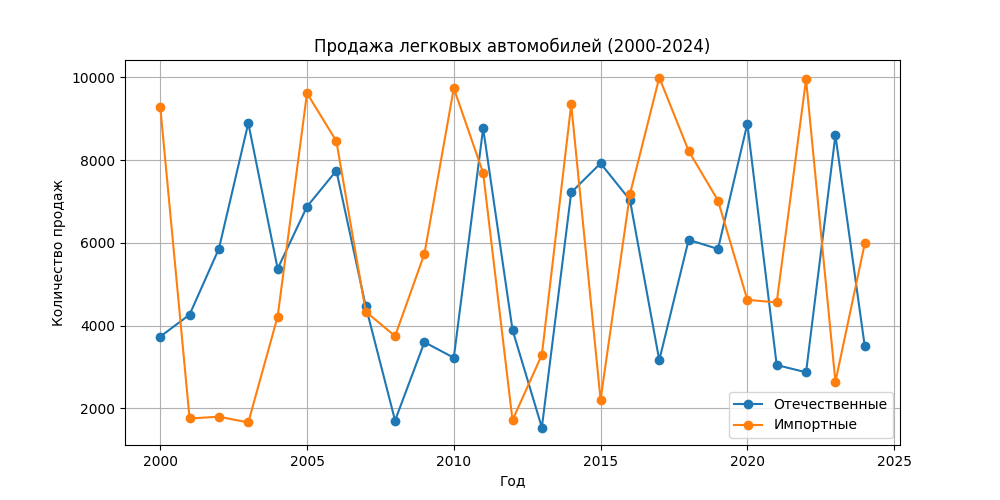 Продажа легковых автомобилей (2000-2024)
Количество продаж
10000
8000
6000
4000
2000
2000 2005 2010 2015 2020 2025
Год
Отечественные
Импортные